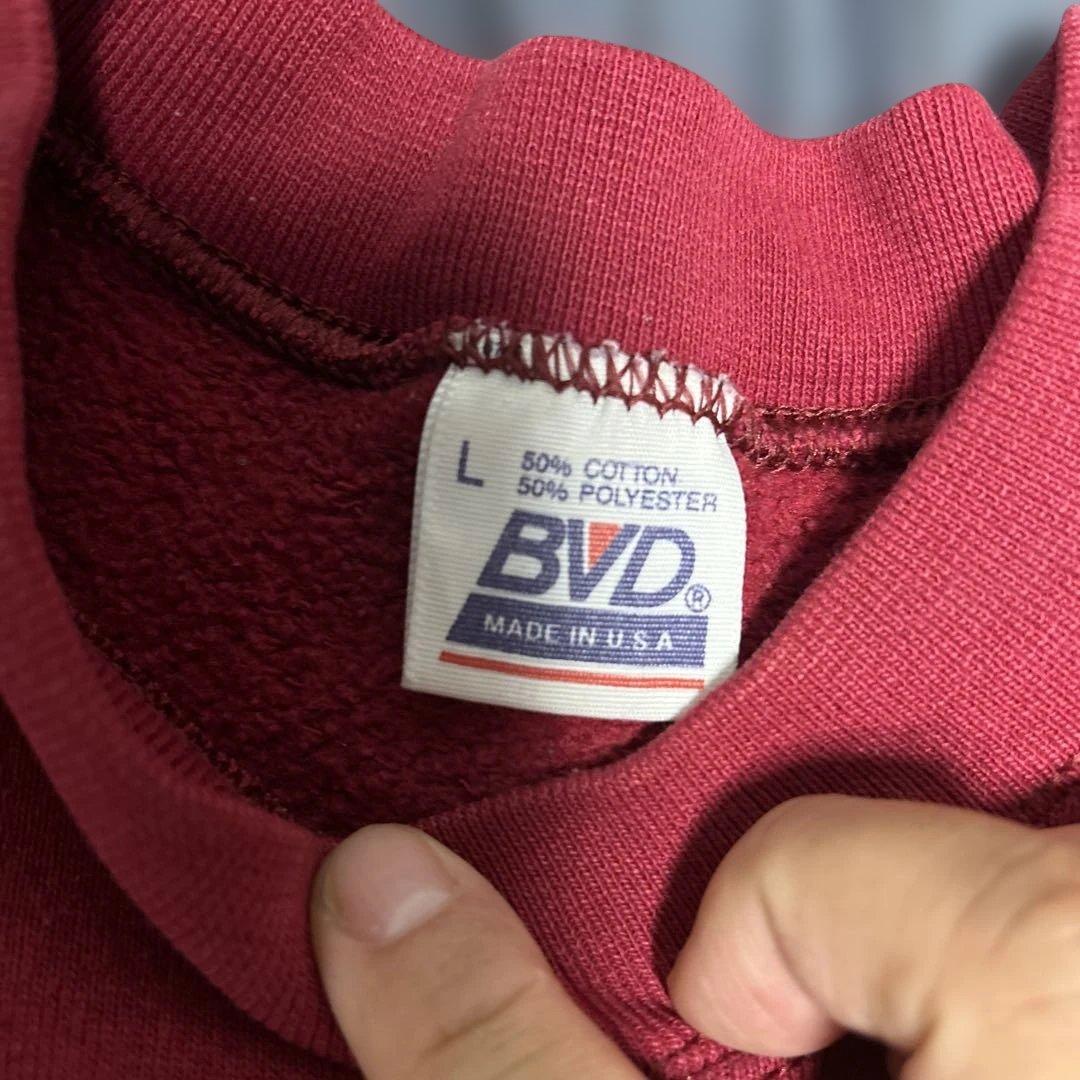 L
50% COTTON
50% POLYESTER
BVD®
MADE IN U.S.A